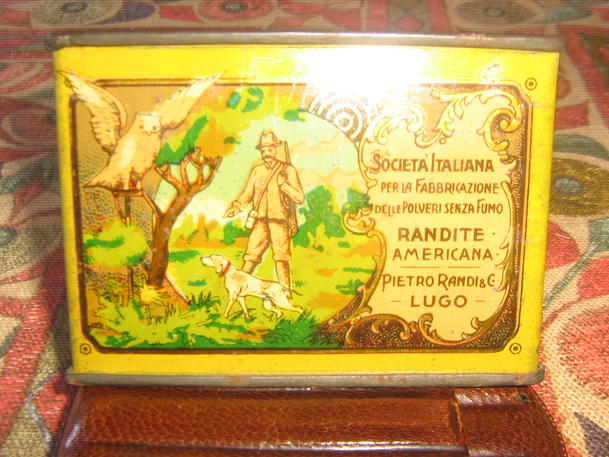 SOCIETÀ ITALIANA
PER LA FABBRICAZIONE
DELLE POLVERI SENZA FUMO
RANDITE
AMERICANA
PIETRO RANDI & C.
LUGO